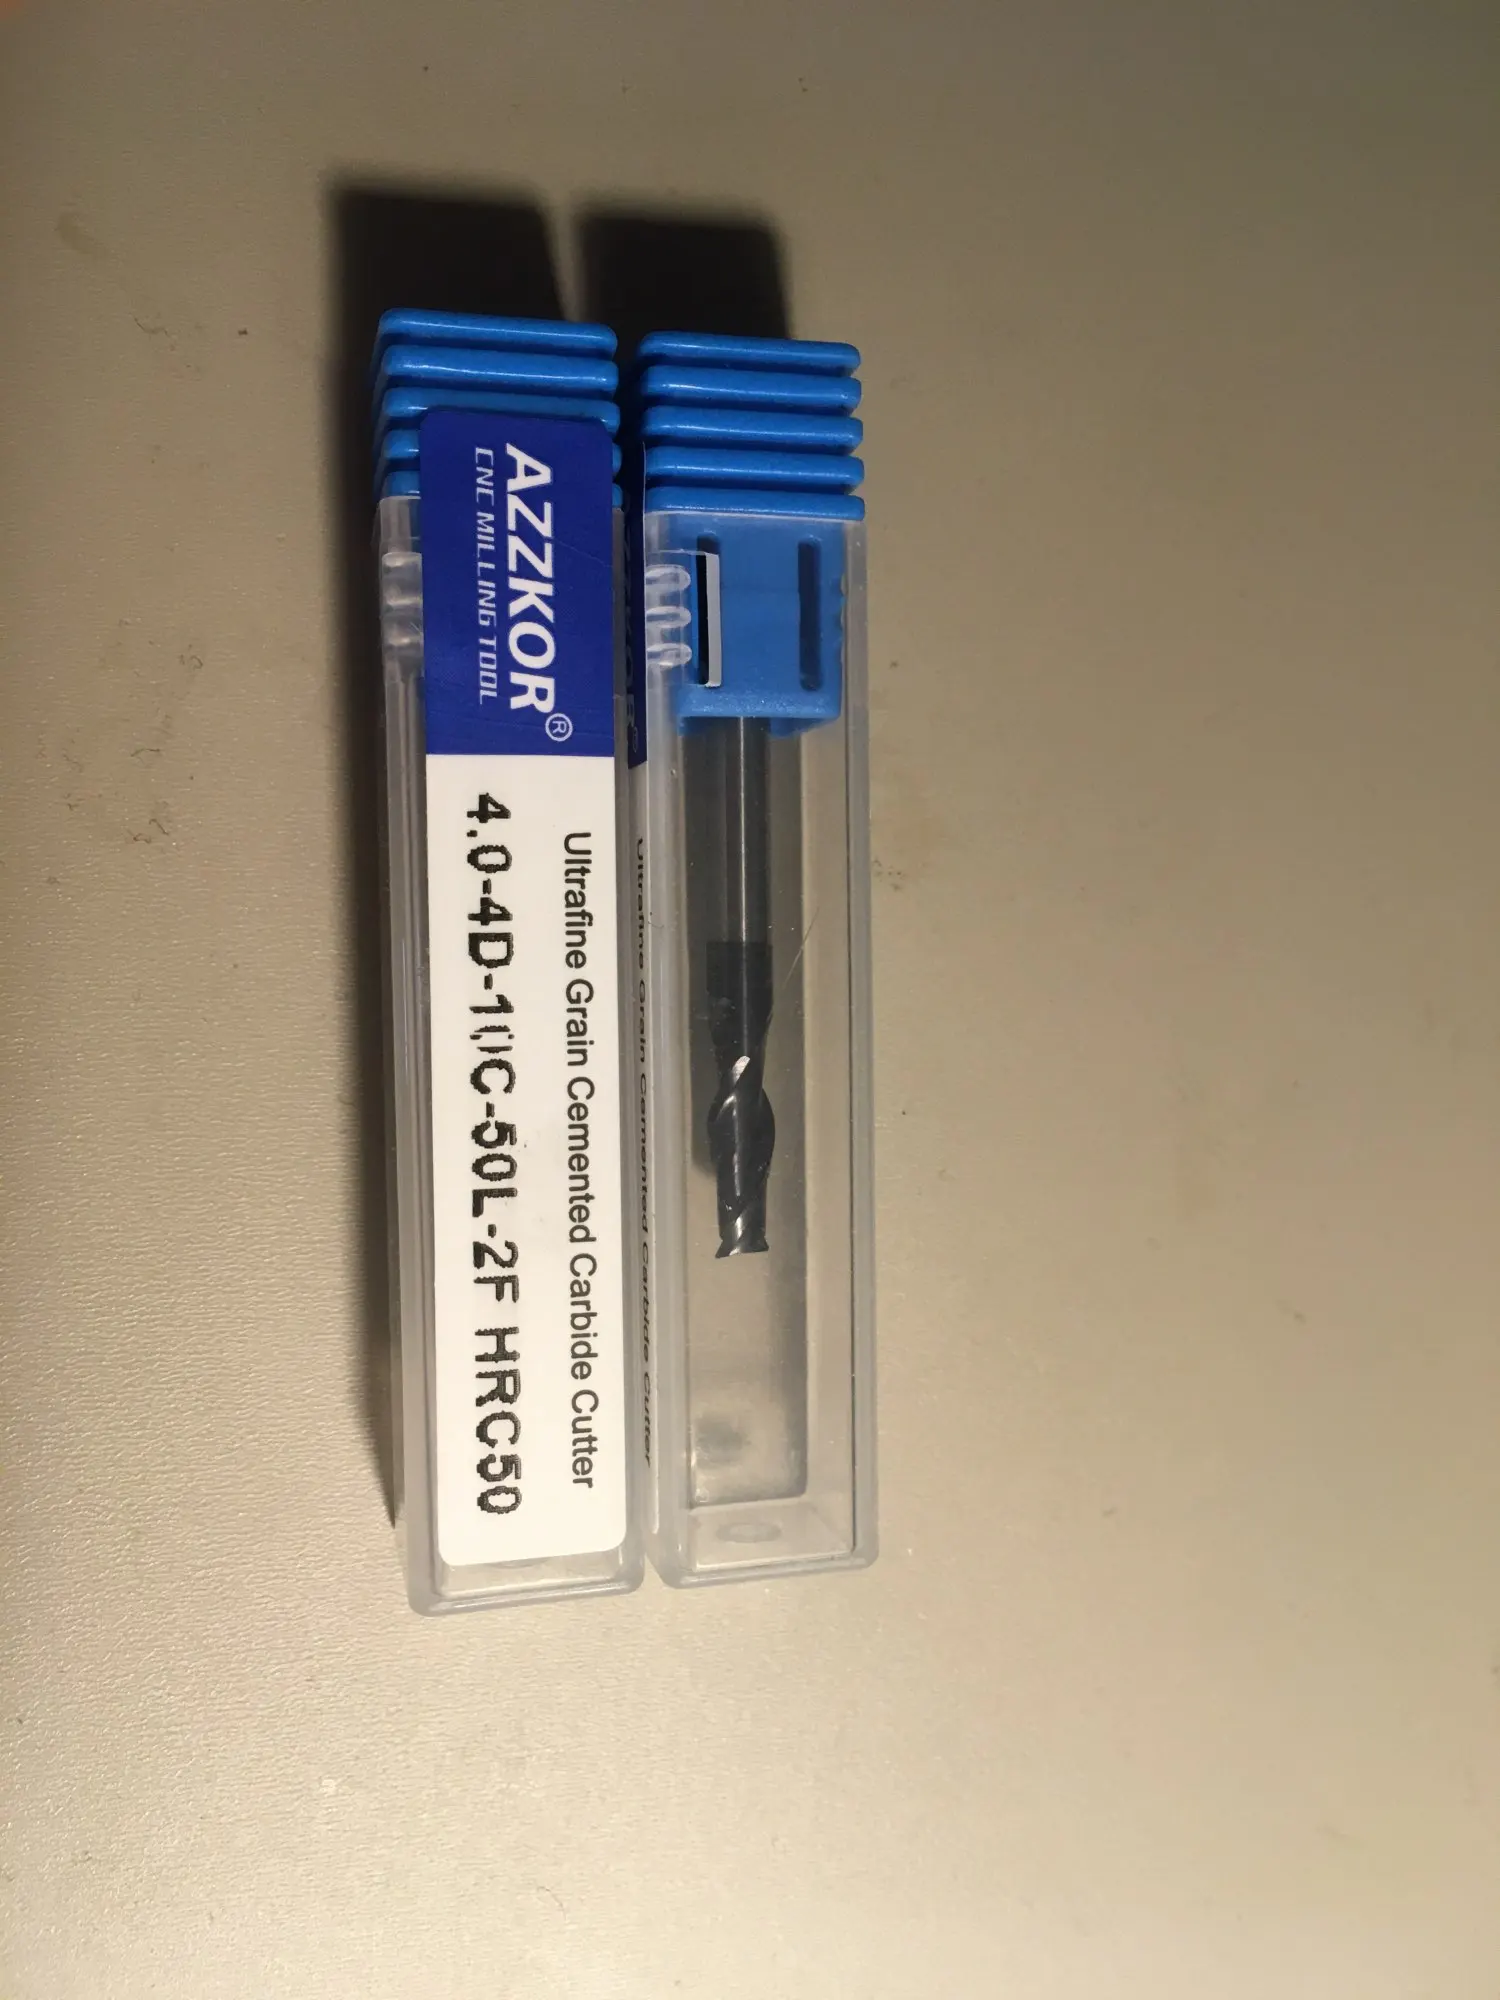 AZZKOR®
CNC MILLING TOOL
Ultrafine Grain Cemented Carbide Cutter
4.0-4D-10C-50L-2F HRC50
Ultrafine Grain Cemented Carbide Cutter